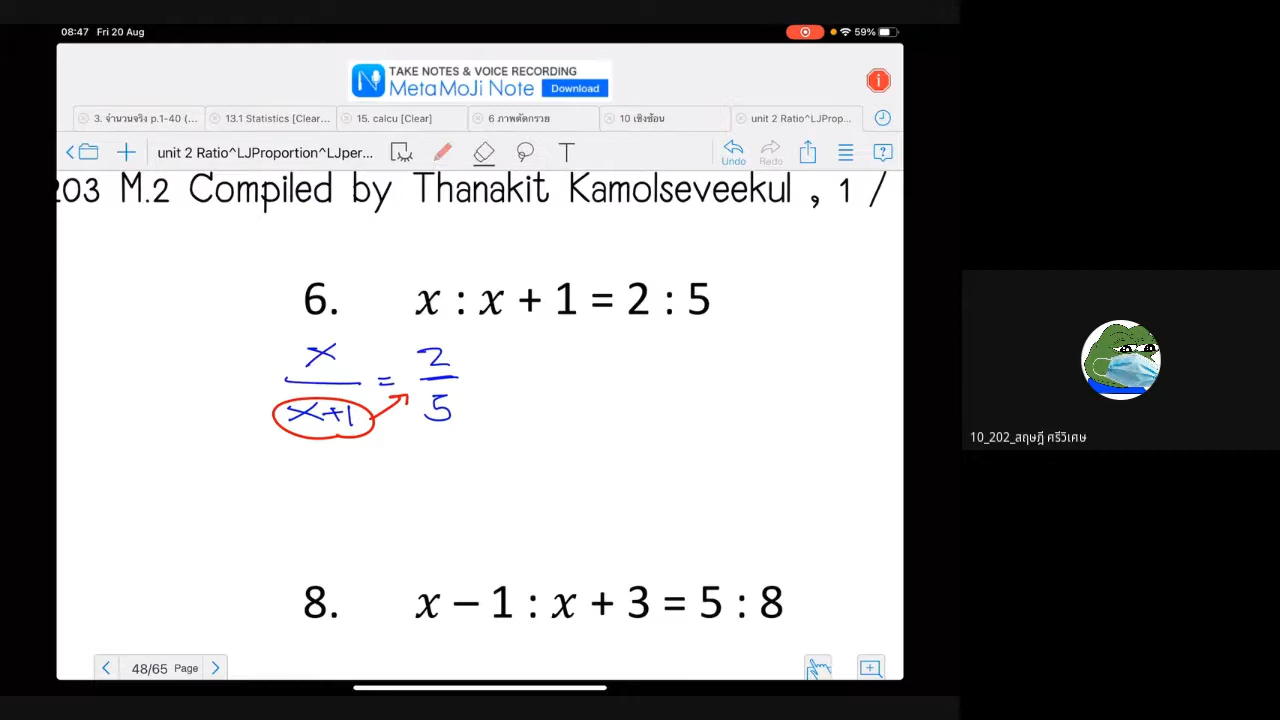 08:47 Fri 20 Aug
59%
TAKE NOTES & VOICE RECORDING
MetaMoJi Note Download
3. จำนวนจริง p.1-40 (...
13.1 Statistics [Clear...
15. calcu [Clear]
6 ภาพตัดกรวย
10 เชิงซ้อน
unit 2 Ratio^LJProp...
unit 2 Ratio^LJProportion^LJper...
T
Undo
Redo
203 M.2 Compiled by Thanakit Kamolseveekul , 1 /
6. x : x + 1 = 2 : 5
x/x+1 = 2/5
8. x − 1 : x + 3 = 5 : 8
48/65 Page
10_202_สฤษฎี ศรีวิเศษ